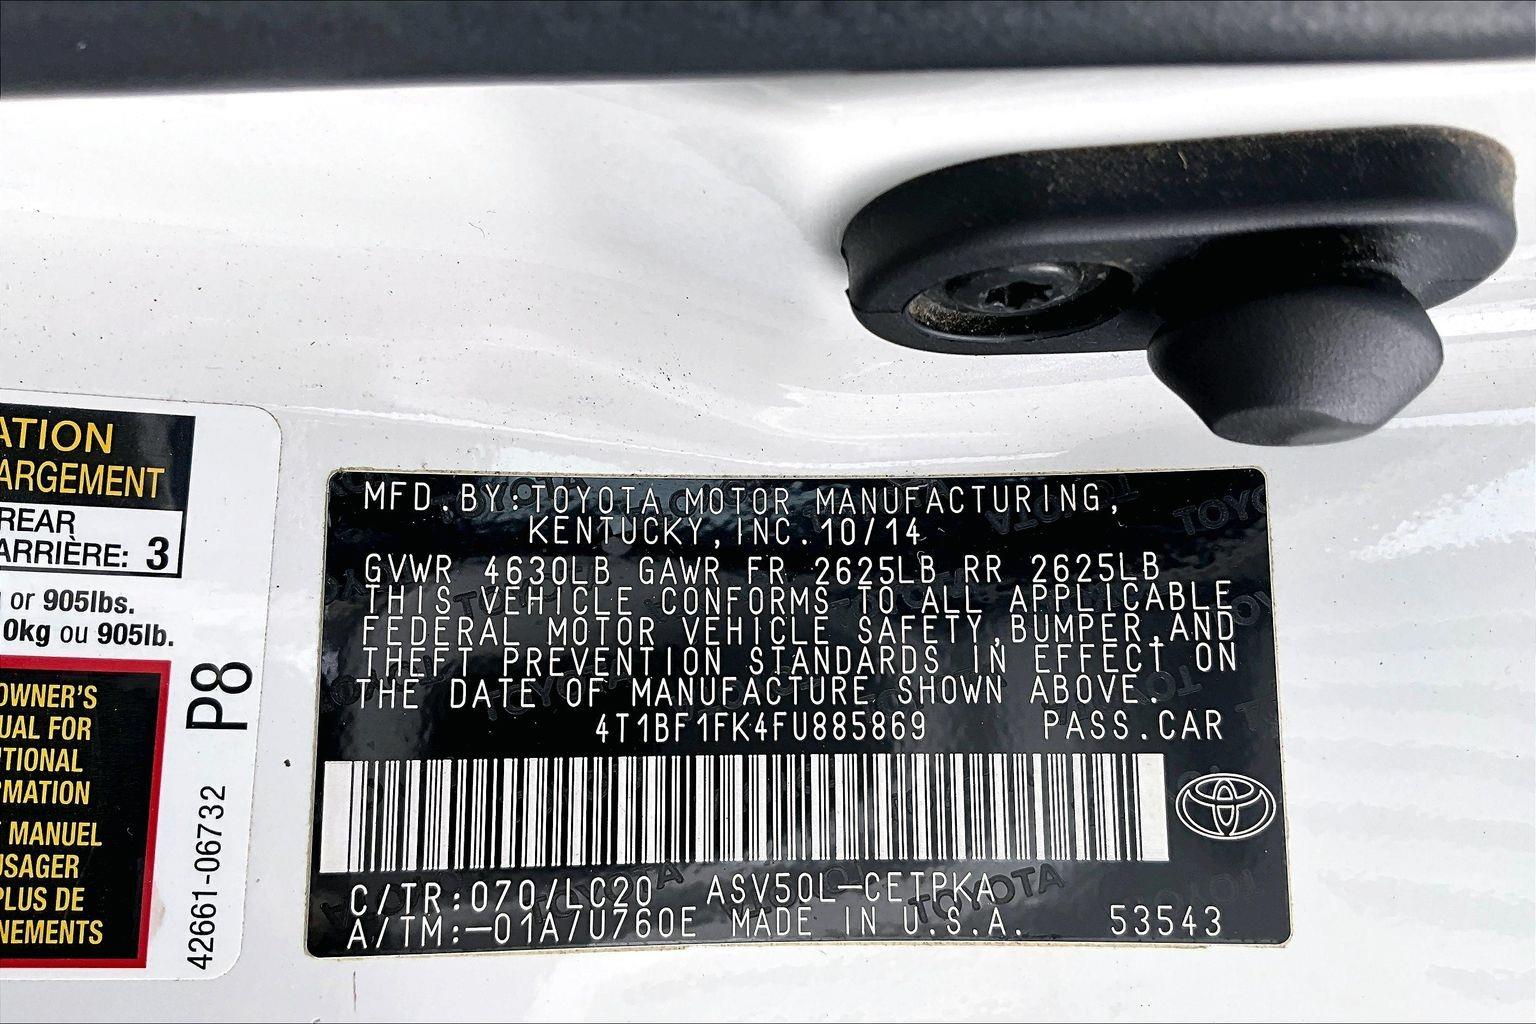 ATION
ARGEMENT
REAR
ARRIÈRE: 3
or 905lbs.
0kg ou 905lb.
OWNER'S
UAL FOR
ITIONAL
RMATION
MANUEL
USAGER
PLUS DE
NEMENTS
P8
42661-06732
MFD.BY:TOYOTA MOTOR MANUFACTURING,
KENTUCKY,INC.10/14
GVWR 4630LB GAWR FR 2625LB RR 2625LB
THIS VEHICLE CONFORMS TO ALL APPLICABLE
FEDERAL MOTOR VEHICLE SAFETY,BUMPER,AND
THEFT PREVENTION STANDARDS IN EFFECT ON
THE DATE OF MANUFACTURE SHOWN ABOVE.
4T1BF1FK4FU885869 PASS.CAR
C/TR:070/LC20 ASV50L-CETPKA
A/TM:-01A/U760E MADE IN U.S.A. 53543